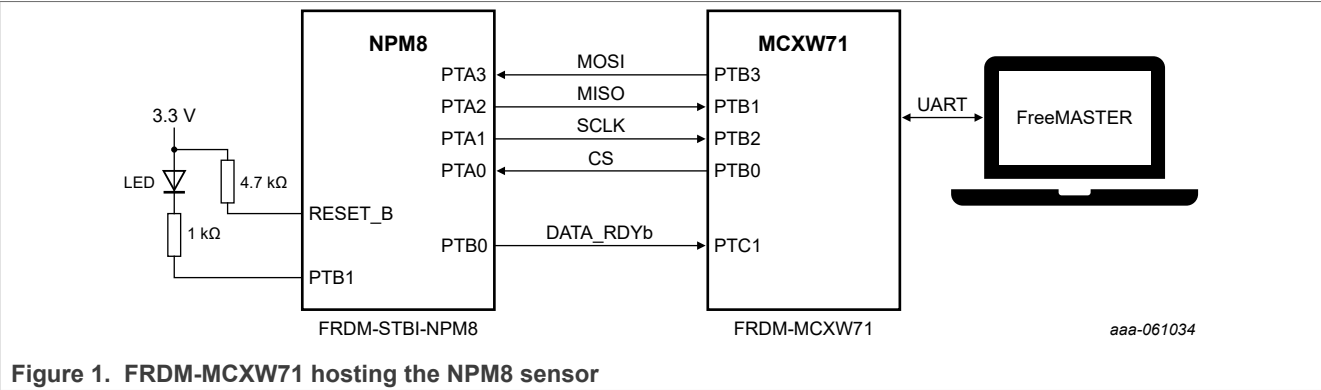 NPM8
MCXW71
PTA3
MOSI
PTB3
PTA2
MISO
PTB1
PTA1
SCLK
PTB2
PTA0
CS
PTB0
UART
FreeMASTER
3.3 V
LED
4.7 kΩ
1 kΩ
RESET_B
PTB0
DATA_RDYb
PTC1
PTB1
FRDM-STBI-NPM8
FRDM-MCXW71
aaa-061034
Figure 1. FRDM-MCXW71 hosting the NPM8 sensor